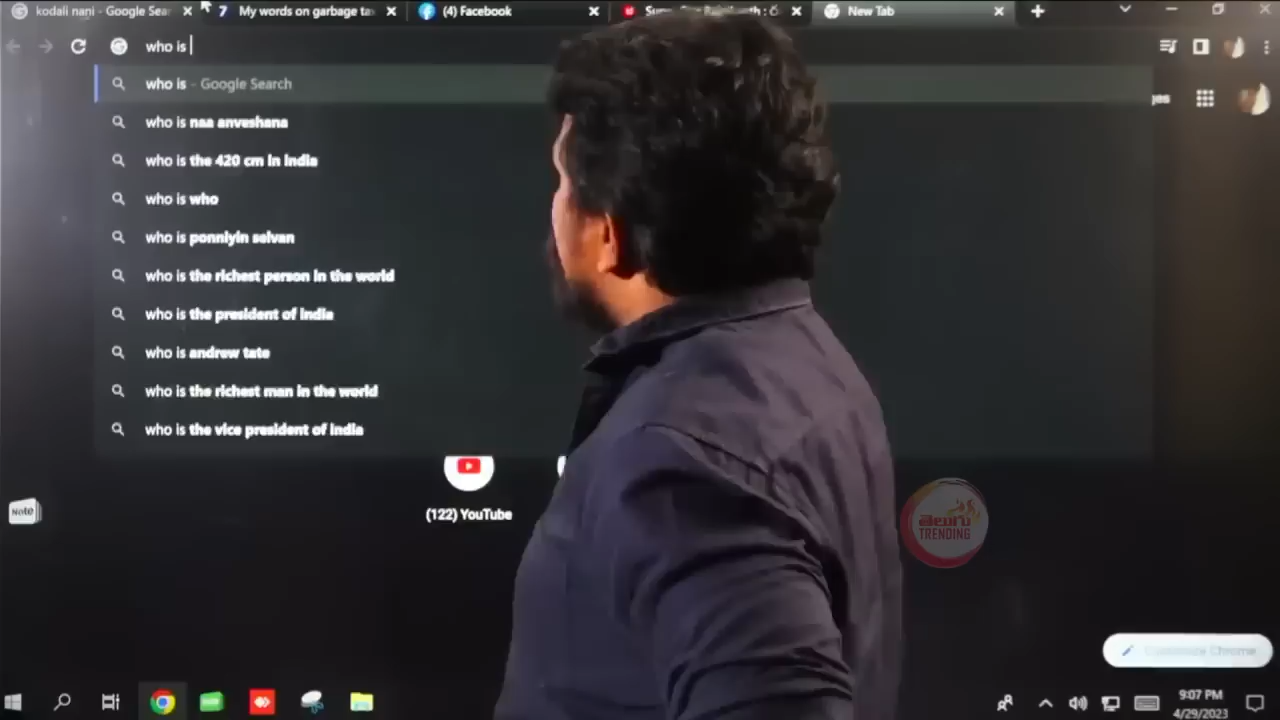 kodali nani - Google Sear
My words on garbage ta
(4) Facebook
New Tab
who is
who is - Google Search
who is naa anveshana
who is the 420 cm in india
who is who
who is ponniyin selvan
who is the richest person in the world
who is the president of india
who is andrew tate
who is the richest man in the world
who is the vice president of india
(122) YouTube
Note
తెలుగు
TRENDING
Customize Chrome
9:07 PM
4/29/2023